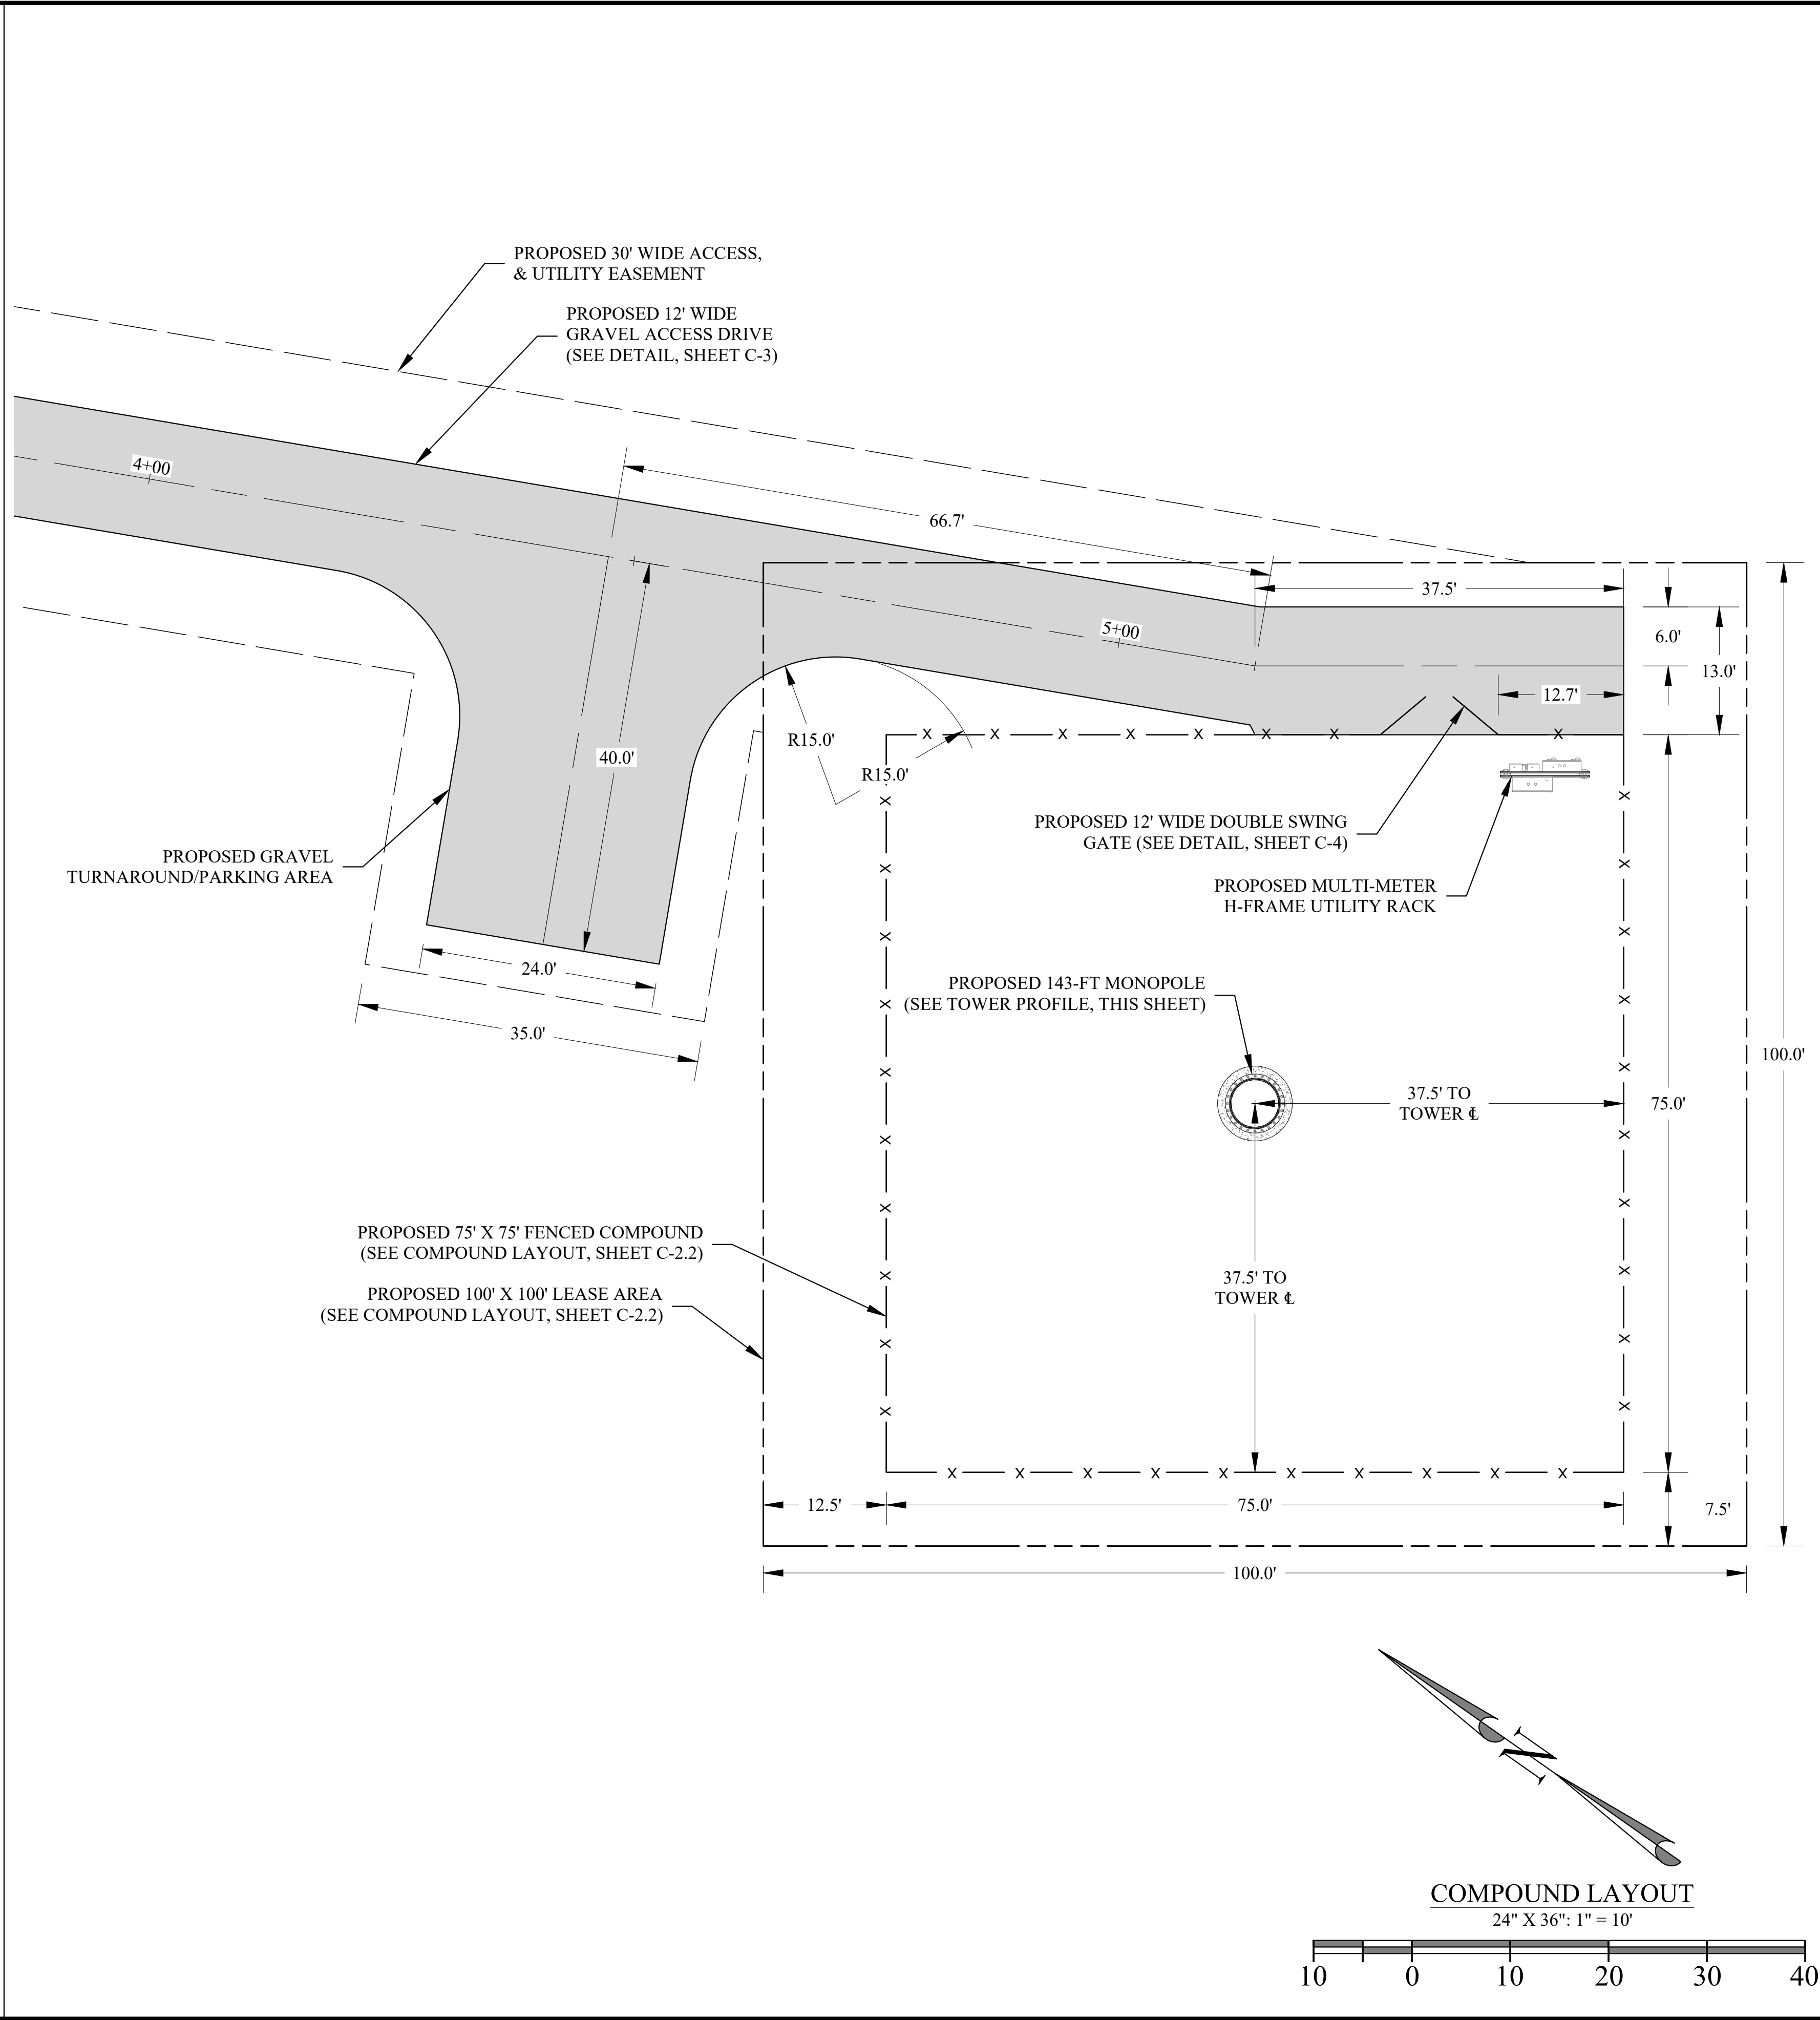 PROPOSED 30' WIDE ACCESS,
& UTILITY EASEMENT
PROPOSED 12' WIDE
GRAVEL ACCESS DRIVE
(SEE DETAIL, SHEET C-3)
4+00
66.7'
37.5'
5+00
6.0'
13.0'
12.7'
R15.0'
R15.0'
40.0'
PROPOSED 12' WIDE DOUBLE SWING
GATE (SEE DETAIL, SHEET C-4)
PROPOSED GRAVEL
TURNAROUND/PARKING AREA
PROPOSED MULTI-METER
H-FRAME UTILITY RACK
24.0'
35.0'
PROPOSED 143-FT MONOPOLE
(SEE TOWER PROFILE, THIS SHEET)
100.0'
37.5' TO
TOWER ℄
75.0'
PROPOSED 75' X 75' FENCED COMPOUND
(SEE COMPOUND LAYOUT, SHEET C-2.2)
PROPOSED 100' X 100' LEASE AREA
(SEE COMPOUND LAYOUT, SHEET C-2.2)
37.5' TO
TOWER ℄
12.5'
75.0'
7.5'
100.0'
N
COMPOUND LAYOUT
24" X 36": 1" = 10'
10 0 10 20 30 40